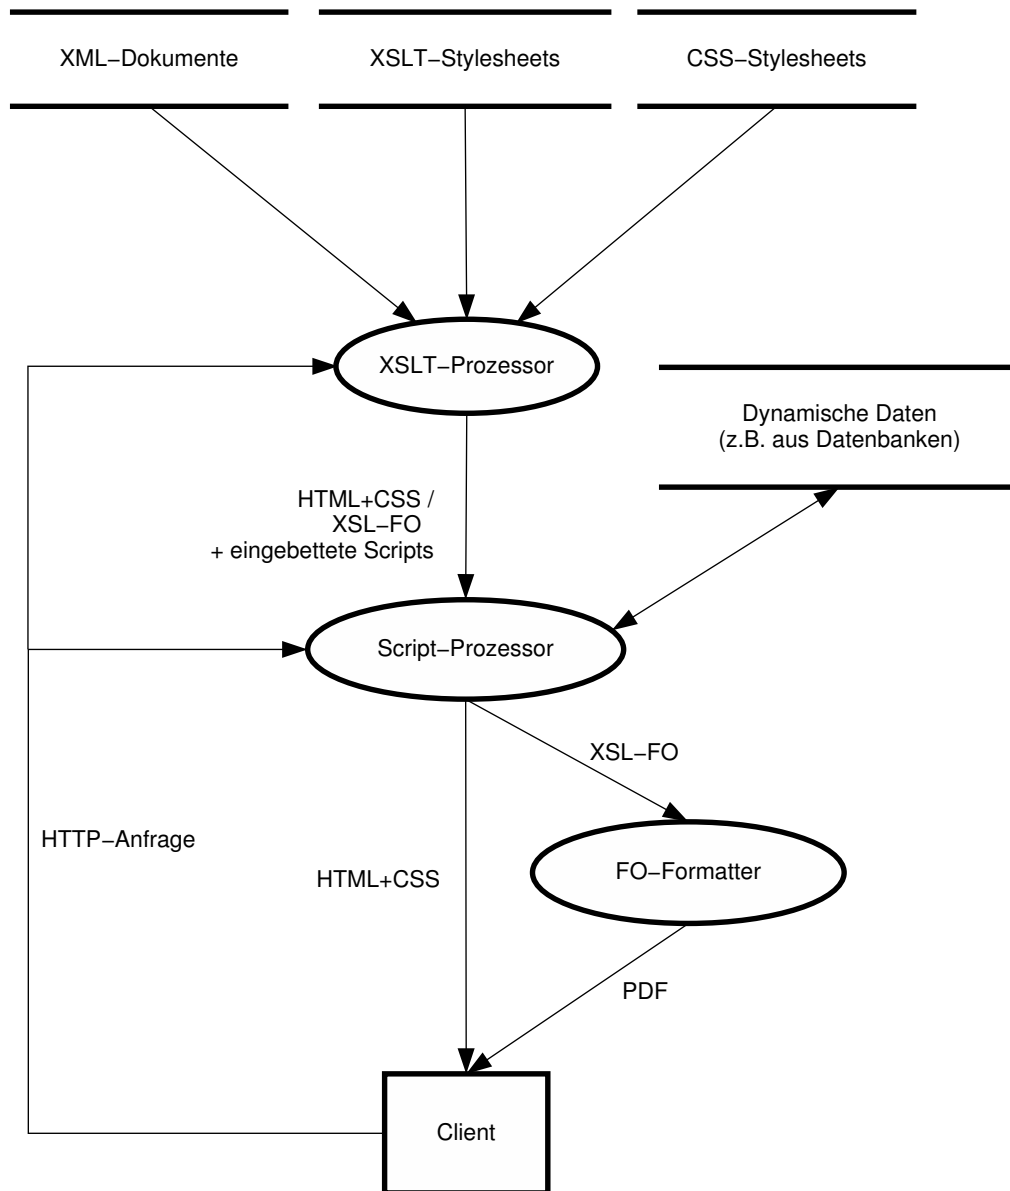 XML–Dokumente
XSLT–Stylesheets
CSS–Stylesheets
XSLT–Prozessor
Dynamische Daten
(z.B. aus Datenbanken)
HTML+CSS /
XSL–FO
+ eingebettete Scripts
Script–Prozessor
XSL–FO
HTTP–Anfrage
HTML+CSS
FO–Formatter
PDF
Client